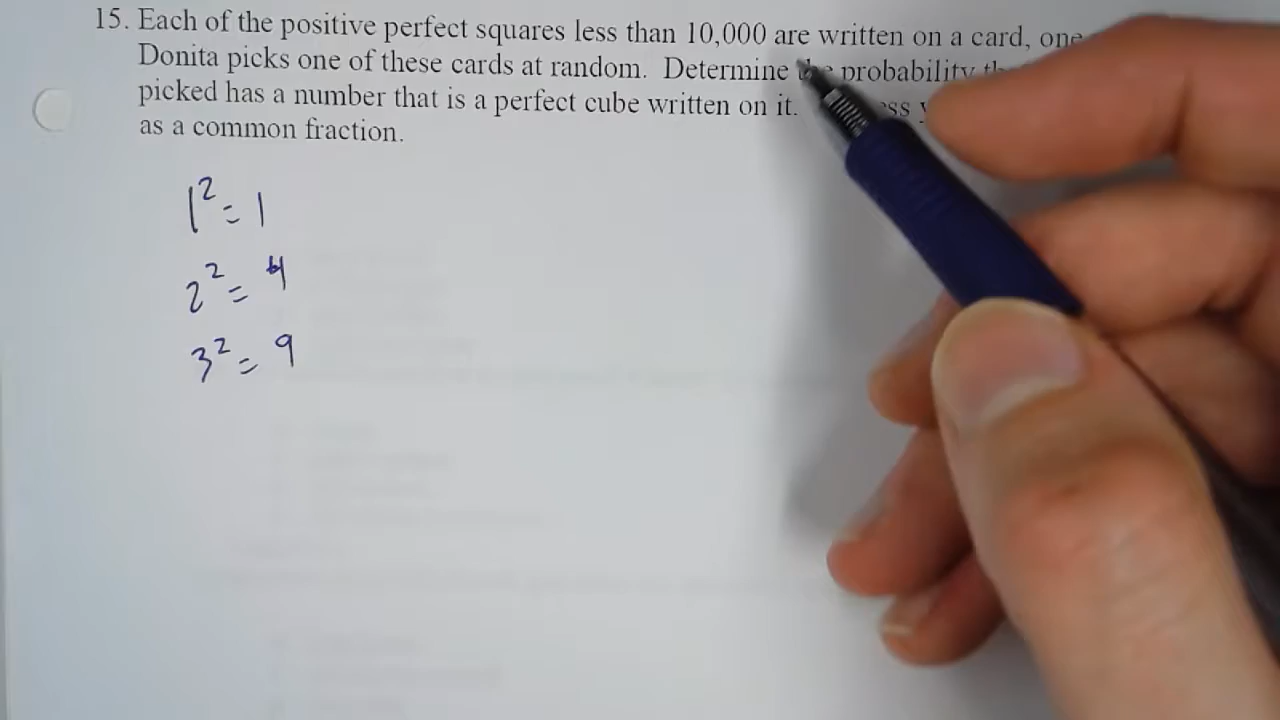 15. Each of the positive perfect squares less than 10,000 are written on a card, one
Donita picks one of these cards at random. Determine the probability
picked has a number that is a perfect cube written on it.
as a common fraction.
1² = 1
2² = 4
3² = 9